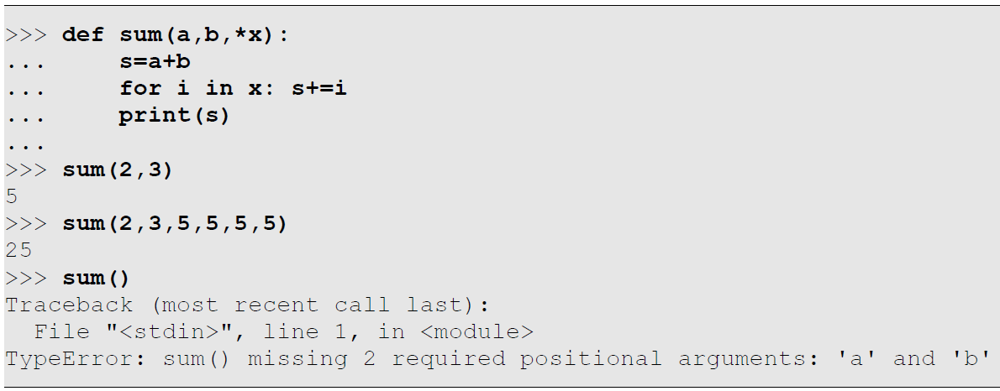 >>> def sum(a,b,*x):
...     s=a+b
...     for i in x: s+=i
...     print(s)
...
>>> sum(2,3)
5
>>> sum(2,3,5,5,5,5)
25
>>> sum()
Traceback (most recent call last):
  File "<stdin>", line 1, in <module>
TypeError: sum() missing 2 required positional arguments: 'a' and 'b'